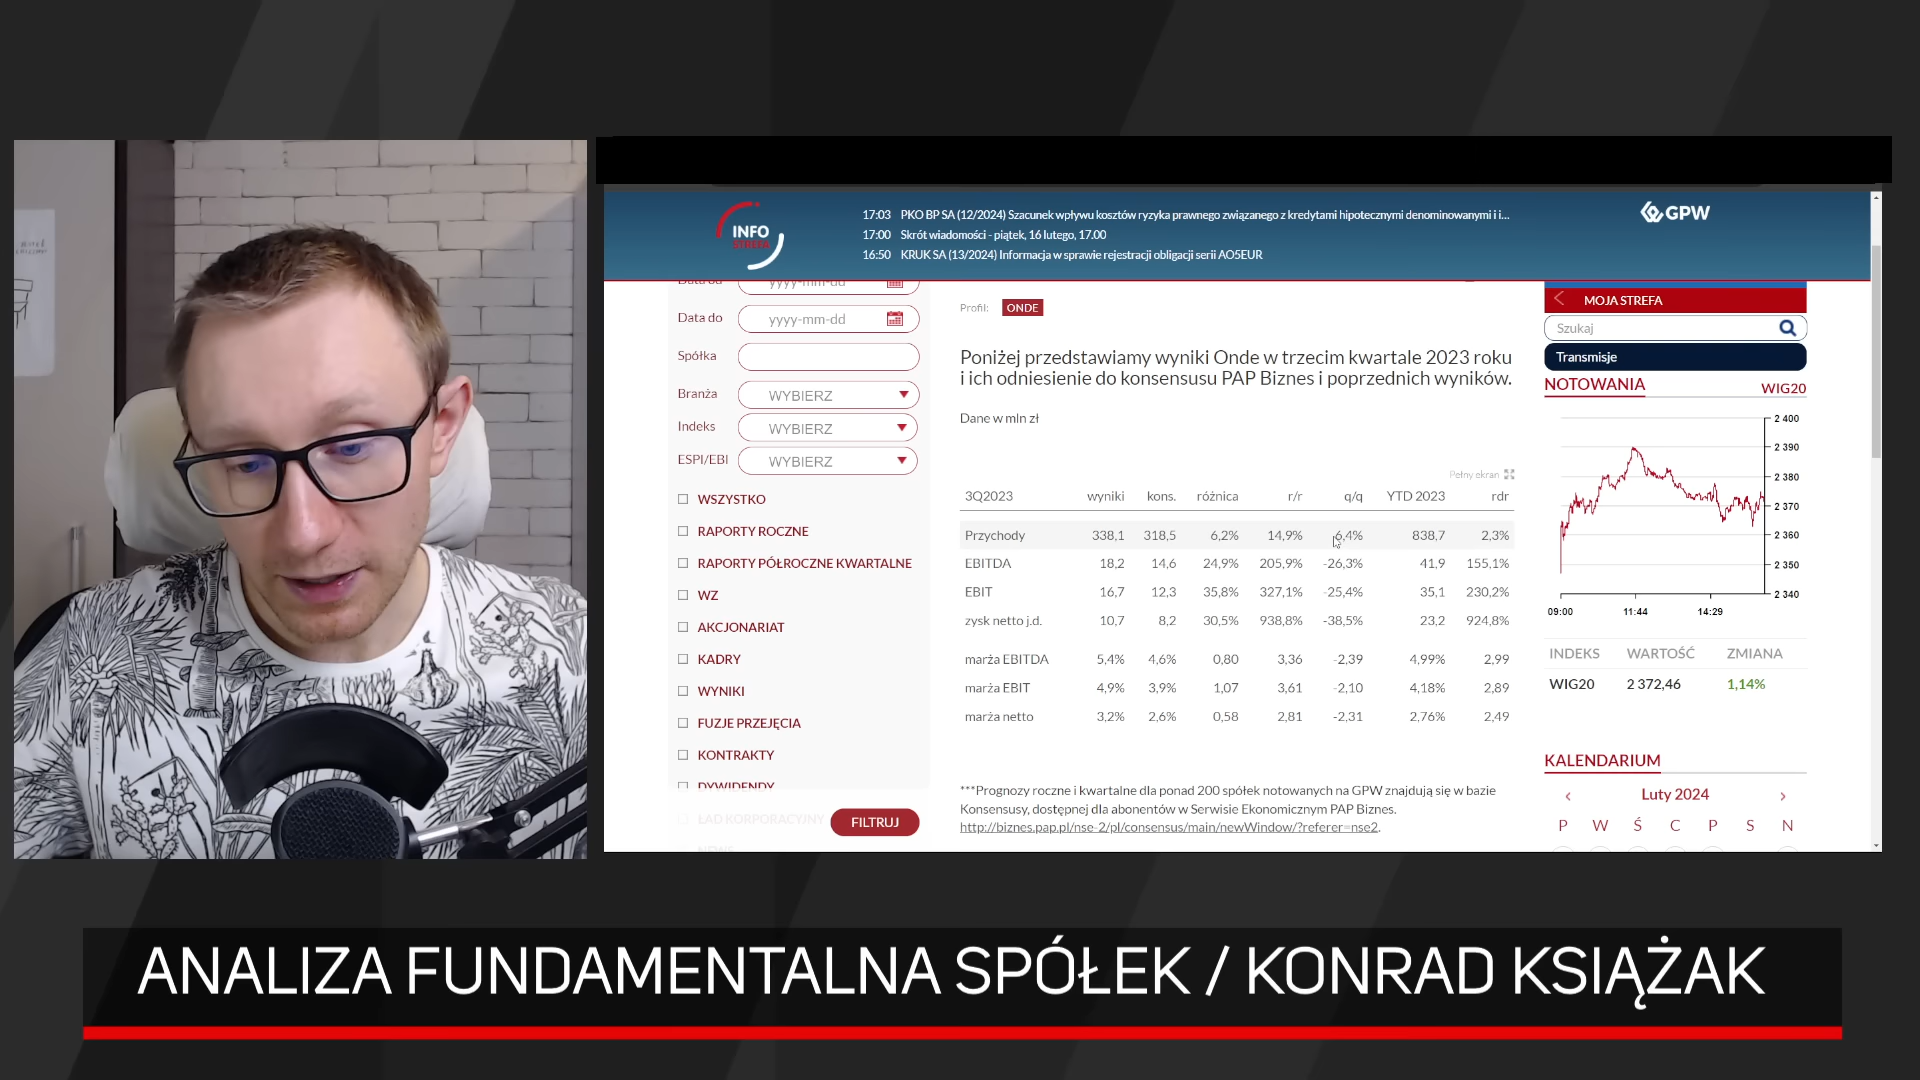 INFO
STREFA
17:03 PKO BP SA (12/2024) Szacunek wpływu kosztów ryzyka prawnego związanego z kredytami hipotecznymi denominowanymi i i...
17:00 Skrót wiadomości - piątek, 16 lutego, 17.00
16:50 KRUK SA (13/2024) Informacja w sprawie rejestracji obligacji serii AO5EUR
GPW
Data od yyyy-mm-dd
Data do yyyy-mm-dd
Spółka
Branża WYBIERZ
Indeks WYBIERZ
ESPI/EBI WYBIERZ
WSZYSTKO
RAPORTY ROCZNE
RAPORTY PÓŁROCZNE KWARTALNE
WZ
AKCJONARIAT
KADRY
WYNIKI
FUZJE PRZEJĘCIA
KONTRAKTY
DYWIDENDY
ŁAD KORPORACYJNY
NEWS
FILTRUJ
Profil: ONDE
Poniżej przedstawiamy wyniki Onde w trzecim kwartale 2023 roku
i ich odniesienie do konsensusu PAP Biznes i poprzednich wyników.
Dane w mln zł
Pełny ekran
3Q2023 wyniki kons. różnica r/r q/q YTD 2023 rdr
Przychody 338,1 318,5 6,2% 14,9% 6,4% 838,7 2,3%
EBITDA 18,2 14,6 24,9% 205,9% -26,3% 41,9 155,1%
EBIT 16,7 12,3 35,8% 327,1% -25,4% 35,1 230,2%
zysk netto j.d. 10,7 8,2 30,5% 938,8% -38,5% 23,2 924,8%
marża EBITDA 5,4% 4,6% 0,80 3,36 -2,39 4,99% 2,99
marża EBIT 4,9% 3,9% 1,07 3,61 -2,10 4,18% 2,89
marża netto 3,2% 2,6% 0,58 2,81 -2,31 2,76% 2,49
***Prognozy roczne i kwartalne dla ponad 200 spółek notowanych na GPW znajdują się w bazie
Konsensusy, dostępnej dla abonentów w Serwisie Ekonomicznym PAP Biznes.
http://biznes.pap.pl/nse-2/pl/consensus/main/newWindow/?referer=nse2.
MOJA STREFA
Szukaj
Transmisje
NOTOWANIA WIG20
2 400
2 390
2 380
2 370
2 360
2 350
2 340
09:00 11:44 14:29
INDEKS WARTOŚĆ ZMIANA
WIG20 2 372,46 1,14%
KALENDARIUM
Luty 2024
P W Ś C P S N
ANALIZA FUNDAMENTALNA SPÓŁEK / KONRAD KSIĄŻAK